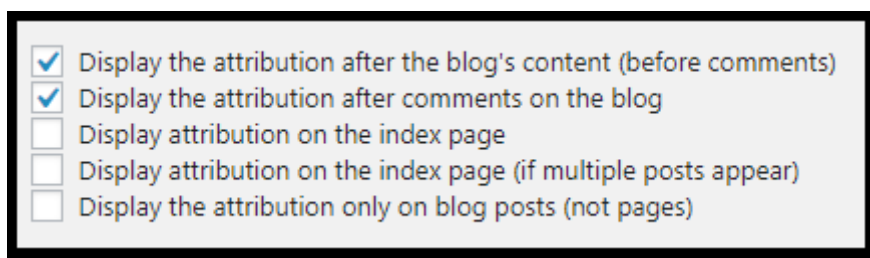 Display the attribution after the blog's content (before comments)
Display the attribution after comments on the blog
Display attribution on the index page
Display attribution on the index page (if multiple posts appear)
Display the attribution only on blog posts (not pages)